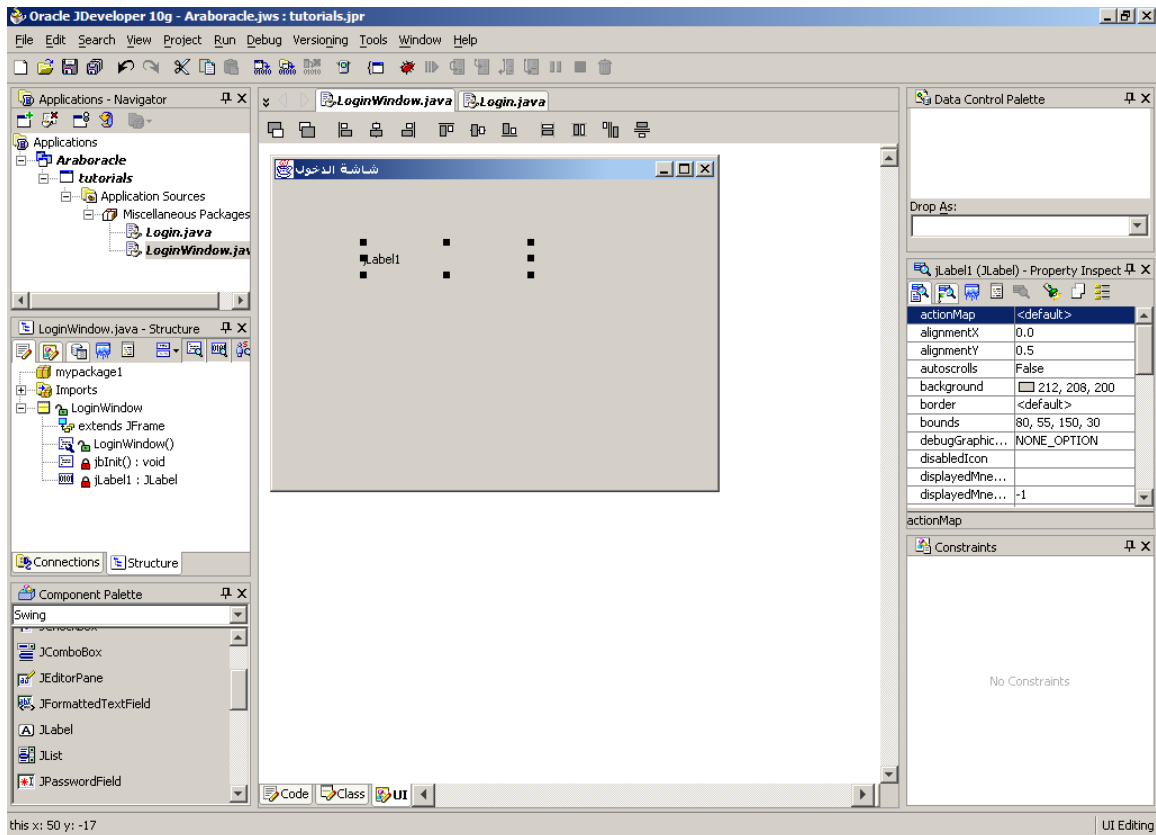 Oracle JDeveloper 10g - Araboracle.jws : tutorials.jpr
File Edit Search View Project Run Debug Versioning Tools Window Help
Applications - Navigator
Applications
Araboracle
tutorials
Application Sources
Miscellaneous Packages
Login.java
LoginWindow.jav
LoginWindow.java - Structure
mypackage1
Imports
LoginWindow
extends JFrame
LoginWindow()
jbInit() : void
jLabel1 : JLabel
Connections Structure
Component Palette
Swing
JComboBox
JEditorPane
JFormattedTextField
JLabel
JList
JPasswordField
LoginWindow.java Login.java
شاشة الدخول
jLabel1
Code Class UI
Data Control Palette
Drop As:
jLabel1 (JLabel) - Property Inspect
actionMap <default>
alignmentX 0.0
alignmentY 0.5
autoscrolls False
background 212, 208, 200
border <default>
bounds 80, 55, 150, 30
debugGraphic... NONE_OPTION
disabledIcon
displayedMne...
displayedMne... -1
actionMap
Constraints
No Constraints
this x: 50 y: -17
UI Editing